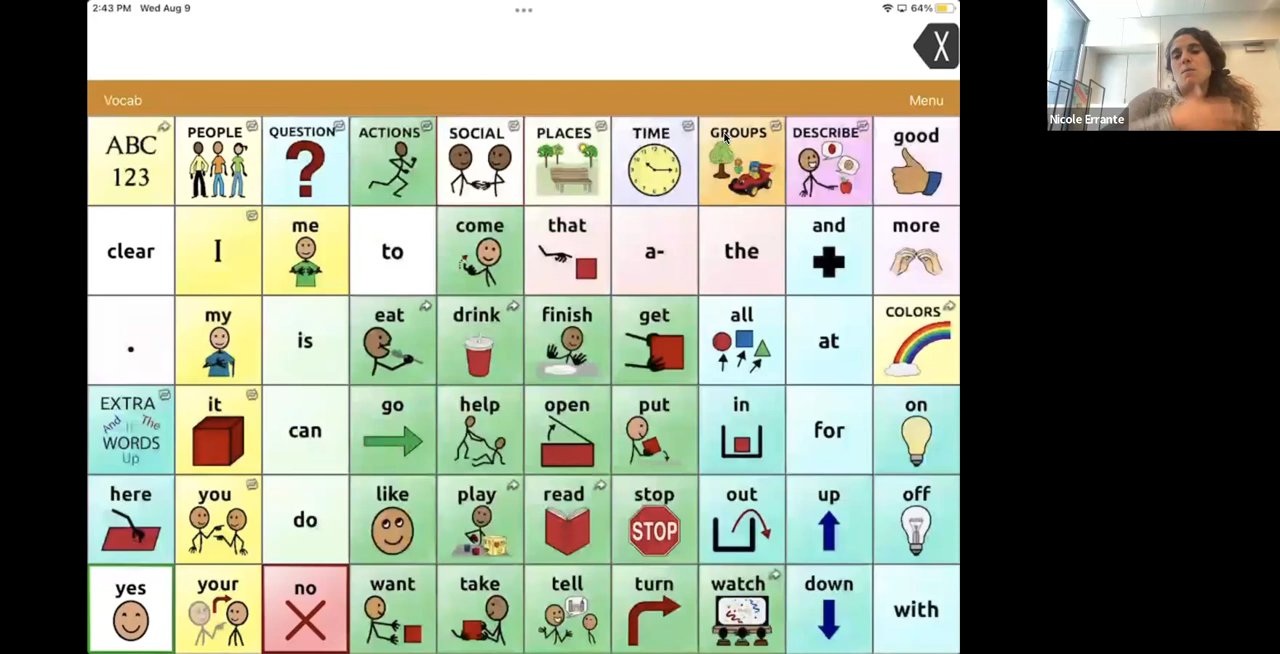 2:43 PM Wed Aug 9
64%
X
Vocab
Menu
ABC
123
PEOPLE
QUESTION
?
ACTIONS
SOCIAL
PLACES
TIME
GROUPS
DESCRIBE
good
clear
I
me
to
come
that
a-
the
and
more
.
my
is
eat
drink
finish
get
all
at
COLORS
EXTRA
And It The
WORDS
Up
it
can
go
help
open
put
in
for
on
here
you
do
like
play
read
stop
STOP
out
up
off
yes
your
no
want
take
tell
turn
watch
down
with
Nicole Errante